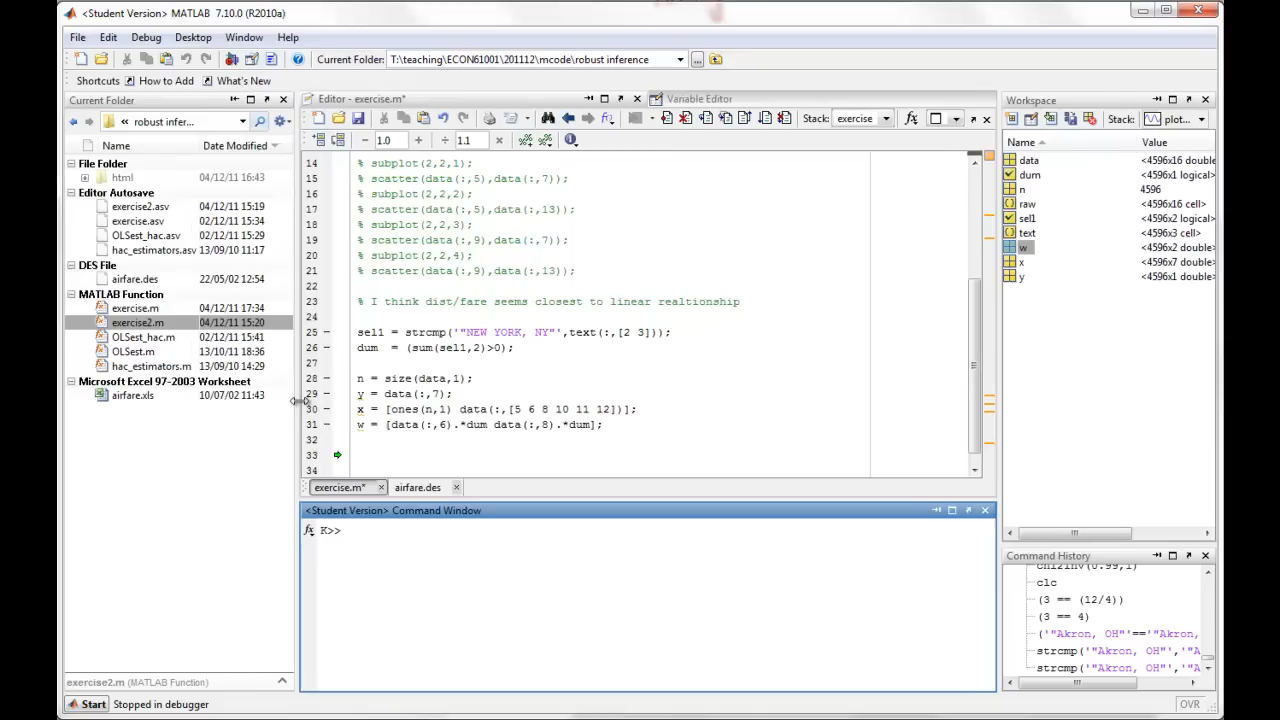 <Student Version> MATLAB 7.10.0 (R2010a)
File Edit Debug Desktop Window Help
Current Folder: T:\teaching\ECON61001\201112\mcode\robust inference
Shortcuts How to Add What's New
Current Folder
« robust infer...
Name Date Modified
File Folder
html 04/12/11 16:43
Editor Autosave
exercise2.asv 04/12/11 15:19
exercise.asv 02/12/11 15:34
OLSest_hac.asv 02/12/11 15:29
hac_estimators.asv 13/09/10 11:17
DES File
airfare.des 22/05/02 12:54
MATLAB Function
exercise.m 04/12/11 17:34
exercise2.m 04/12/11 15:20
OLSest_hac.m 02/12/11 15:41
OLSest.m 13/10/11 18:36
hac_estimators.m 13/09/10 14:29
Microsoft Excel 97-2003 Worksheet
airfare.xls 10/07/02 11:43
exercise2.m (MATLAB Function)
Editor - exercise.m*
Variable Editor
Stack: exercise
1.0 1.1
14 % subplot(2,2,1);
15 % scatter(data(:,5),data(:,7));
16 % subplot(2,2,2);
17 % scatter(data(:,5),data(:,13));
18 % subplot(2,2,3);
19 % scatter(data(:,9),data(:,7));
20 % subplot(2,2,4);
21 % scatter(data(:,9),data(:,13));
22
23 % I think dist/fare seems closest to linear realtionship
24
25 sel1 = strcmp('"NEW YORK, NY"',text(:,[2 3]));
26 dum = (sum(sel1,2)>0);
27
28 n = size(data,1);
29 y = data(:,7);
30 x = [ones(n,1) data(:,[5 6 8 10 11 12])];
31 w = [data(:,6).*dum data(:,8).*dum];
32
33
34
exercise.m* airfare.des
<Student Version> Command Window
K>>
Workspace
Stack: plot...
Name Value
data <4596x16 double
dum <4596x1 logical>
n 4596
raw <4596x16 cell>
sel1 <4596x2 logical>
text <4596x3 cell>
w <4596x2 double>
x <4596x7 double>
y <4596x1 double>
Command History
chi2inv(0.99,1)
clc
(3 == (12/4))
(3 == 4)
('"Akron, OH"'=='"Akron,
strcmp('"Akron, OH"','"A
strcmp('"Akron, OH"','"A
Start Stopped in debugger
OVR